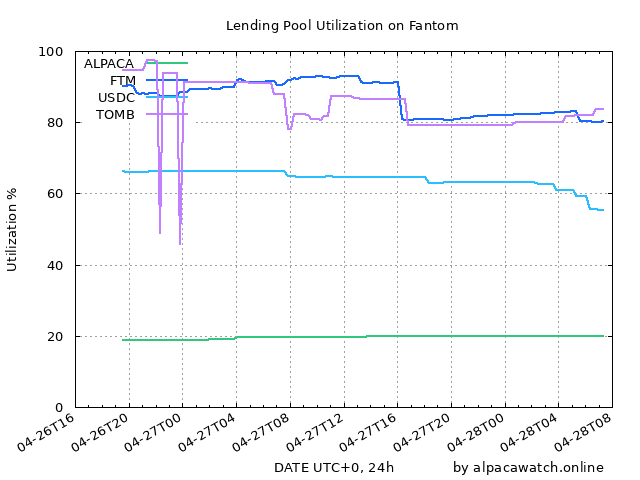 Lending Pool Utilization on Fantom
100
80
60
40
20
0
Utilization %
ALPACA
FTM
USDC
TOMB
04-26T16
04-26T20
04-27T00
04-27T04
04-27T08
04-27T12
04-27T16
04-27T20
04-28T00
04-28T04
04-28T08
DATE UTC+0, 24h
by alpacawatch.online